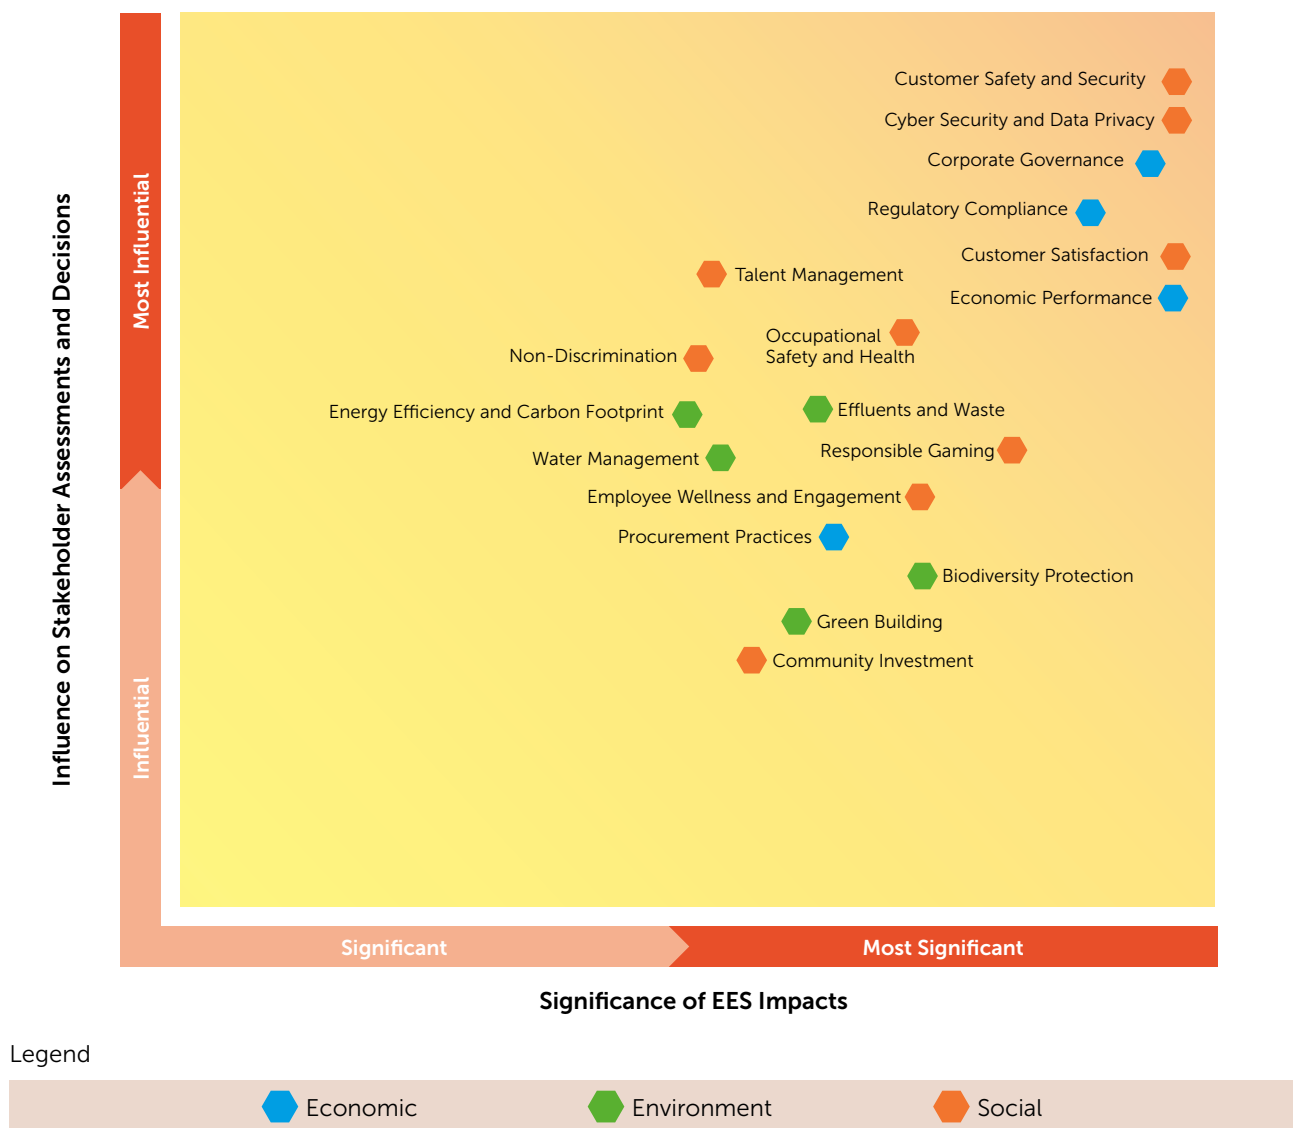 Influence on Stakeholder Assessments and Decisions
Most Influential
Influential
Customer Safety and Security
Cyber Security and Data Privacy
Corporate Governance
Regulatory Compliance
Customer Satisfaction
Talent Management
Economic Performance
Occupational
Safety and Health
Non-Discrimination
Energy Efficiency and Carbon Footprint
Effluents and Waste
Responsible Gaming
Water Management
Employee Wellness and Engagement
Procurement Practices
Biodiversity Protection
Green Building
Community Investment
Significant
Most Significant
Significance of EES Impacts
Legend
Economic
Environment
Social